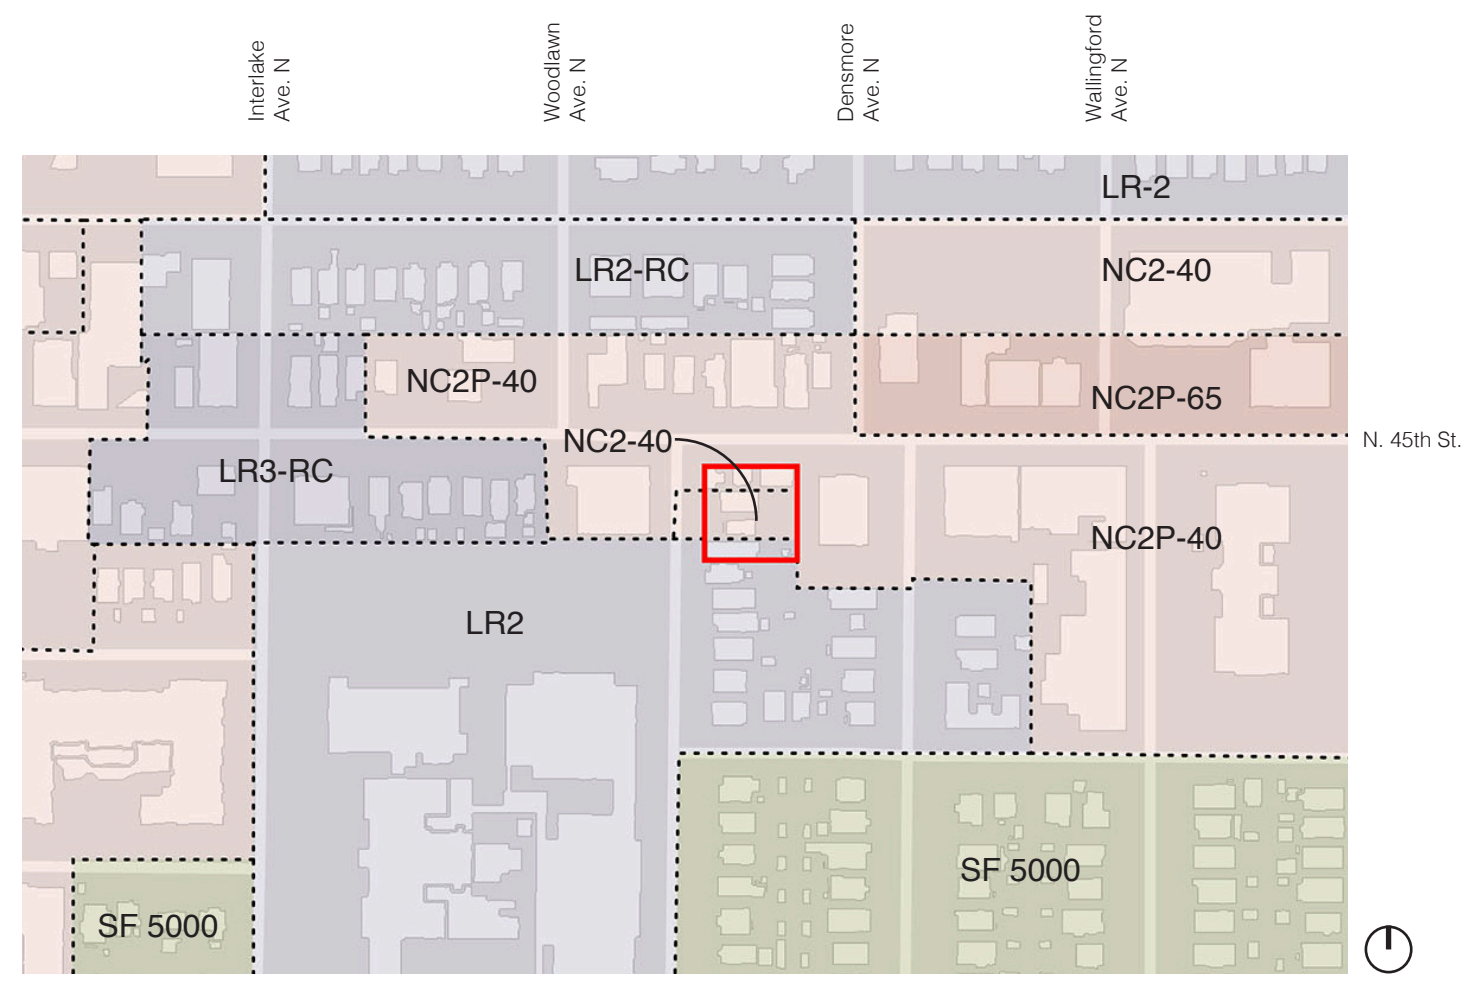 Interlake
Ave. N
Woodlawn
Ave. N
Densmore
Ave. N
Wallingford
Ave. N
LR-2
LR2-RC
NC2-40
NC2P-40
NC2P-65
NC2-40
N. 45th St.
LR3-RC
NC2P-40
LR2
SF 5000
SF 5000